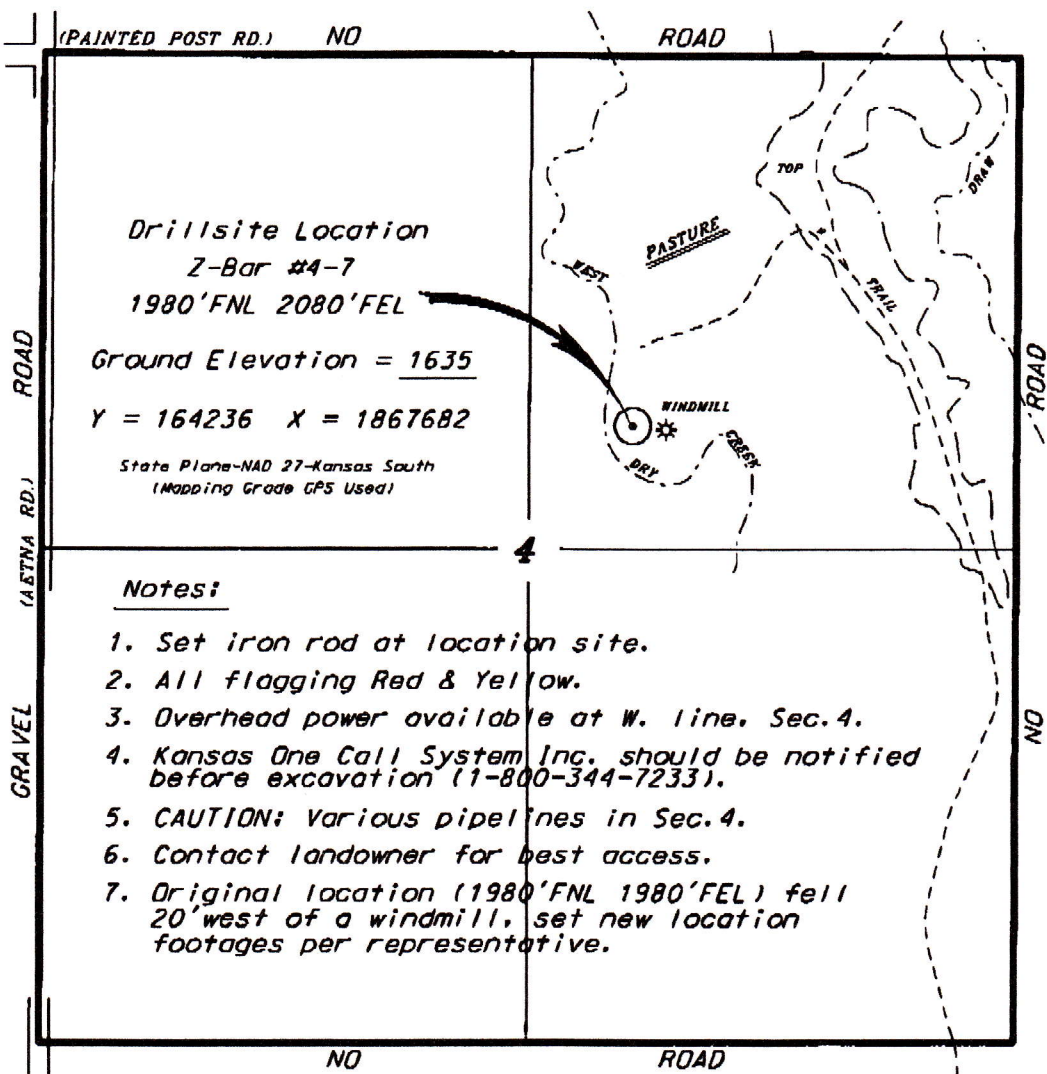 (PAINTED POST RD.) NO ROAD
TOP
DRAW
PASTURE
WEST
TRAIL
Drillsite Location
Z-Bar #4-7
1980'FNL 2080'FEL
Ground Elevation = 1635
Y = 164236 X = 1867682
State Plane-NAD 27-Kansas South
(Mapping Grade GPS Used)
WINDMILL
DRY
CREEK
4
GRAVEL (AETNA RD.) ROAD
NO ROAD
Notes:
1. Set iron rod at location site.
2. All flagging Red & Yellow.
3. Overhead power available at W. line, Sec.4.
4. Kansas One Call System Inc. should be notified
before excavation (1-800-344-7233).
5. CAUTION: Various pipelines in Sec.4.
6. Contact landowner for best access.
7. Original location (1980'FNL 1980'FEL) fell
20'west of a windmill, set new location
footages per representative.
NO ROAD